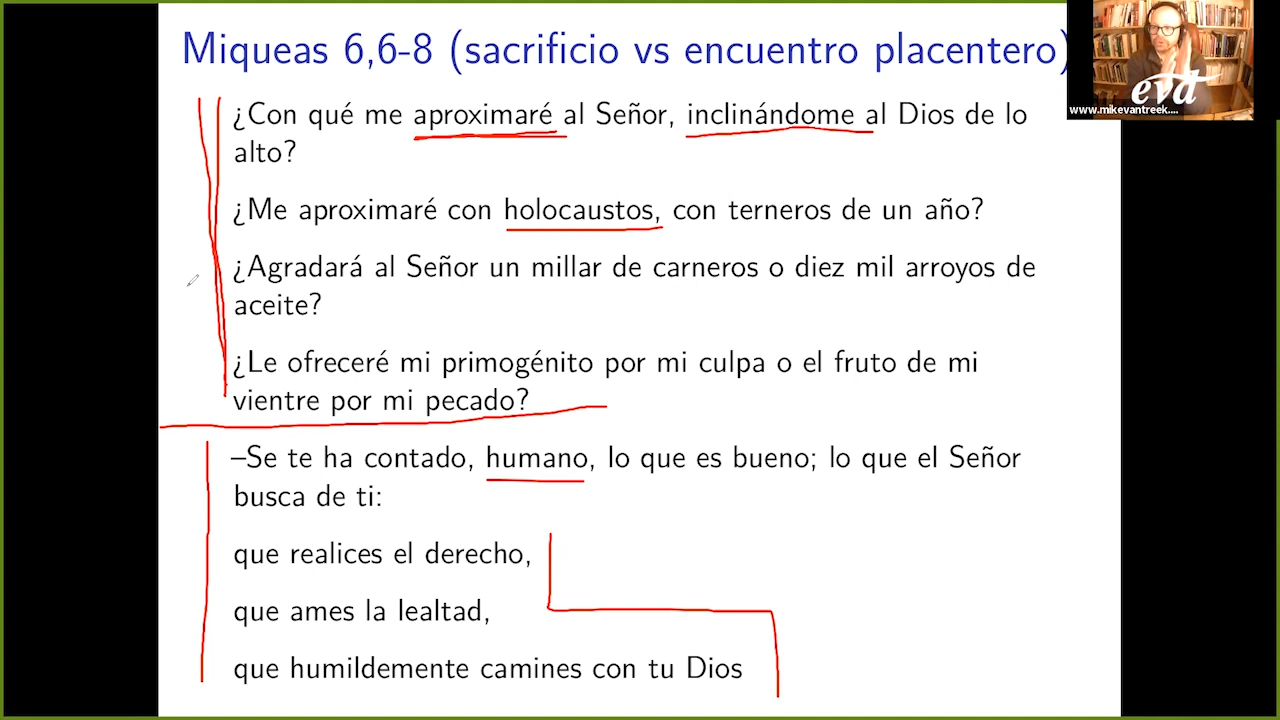 Miqueas 6,6-8 (sacrificio vs encuentro placentero)
¿Con qué me aproximaré al Señor, inclinándome al Dios de lo
alto?
¿Me aproximaré con holocaustos, con terneros de un año?
¿Agradará al Señor un millar de carneros o diez mil arroyos de
aceite?
¿Le ofreceré mi primogénito por mi culpa o el fruto de mi
vientre por mi pecado?
–Se te ha contado, humano, lo que es bueno; lo que el Señor
busca de ti:
que realices el derecho,
que ames la lealtad,
que humildemente camines con tu Dios
evd
www.mikevantreek....